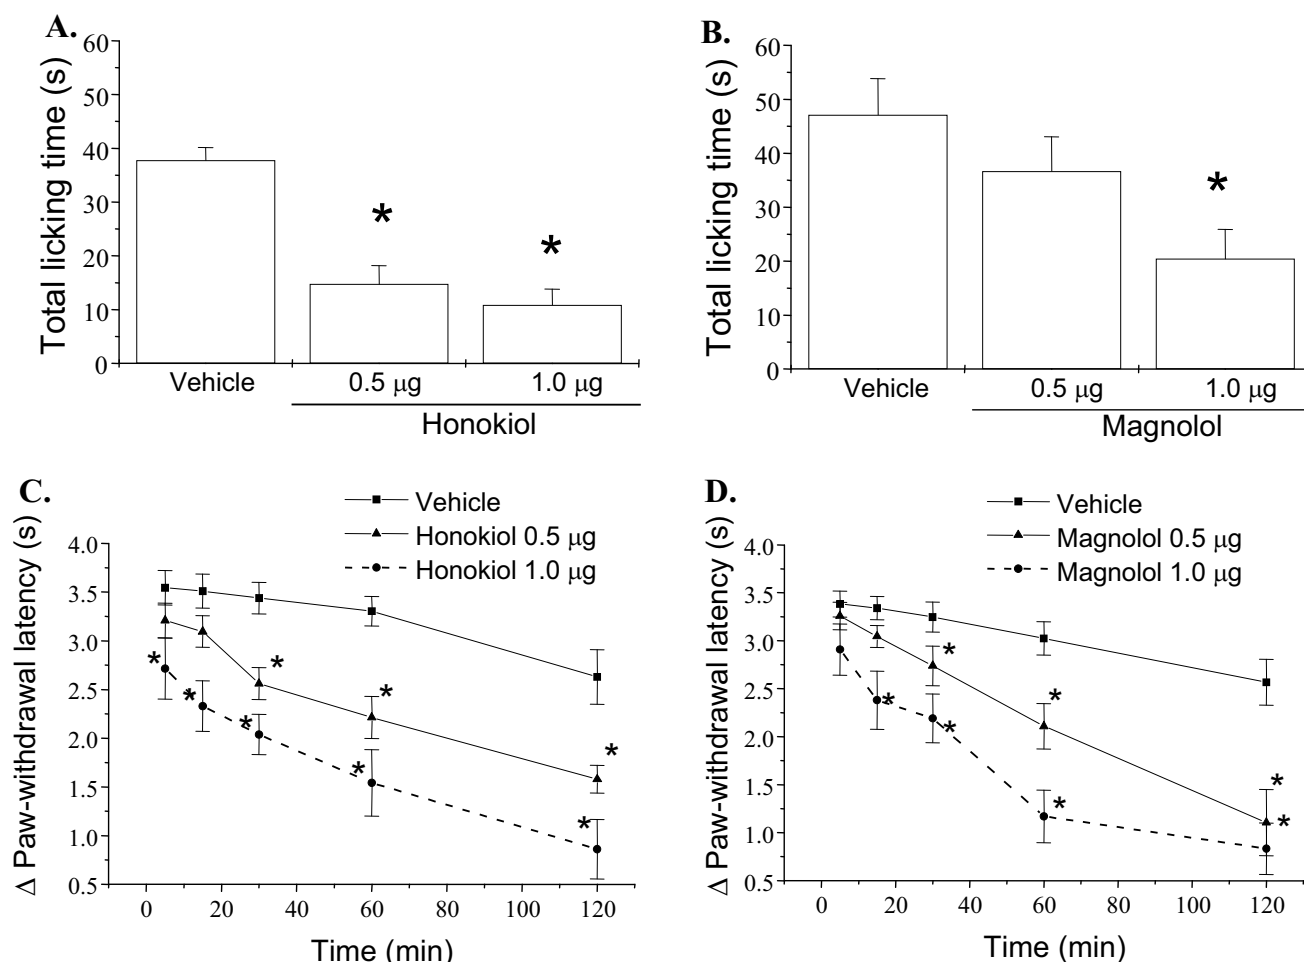 A.
60
50
40
30
20
10
0
Total licking time (s)
*
*
Vehicle
0.5 μg
1.0 μg
Honokiol
B.
60
50
40
30
20
10
0
Total licking time (s)
*
Vehicle
0.5 μg
1.0 μg
Magnolol
C.
Vehicle
Honokiol 0.5 μg
Honokiol 1.0 μg
4.0
3.5
3.0
2.5
2.0
1.5
1.0
0.5
Δ Paw-withdrawal latency (s)
*
*
*
*
*
*
*
*
0
20
40
60
80
100
120
Time (min)
D.
Vehicle
Magnolol 0.5 μg
Magnolol 1.0 μg
4.0
3.5
3.0
2.5
2.0
1.5
1.0
0.5
Δ Paw-withdrawal latency (s)
*
*
*
*
*
*
*
0
20
40
60
80
100
120
Time (min)